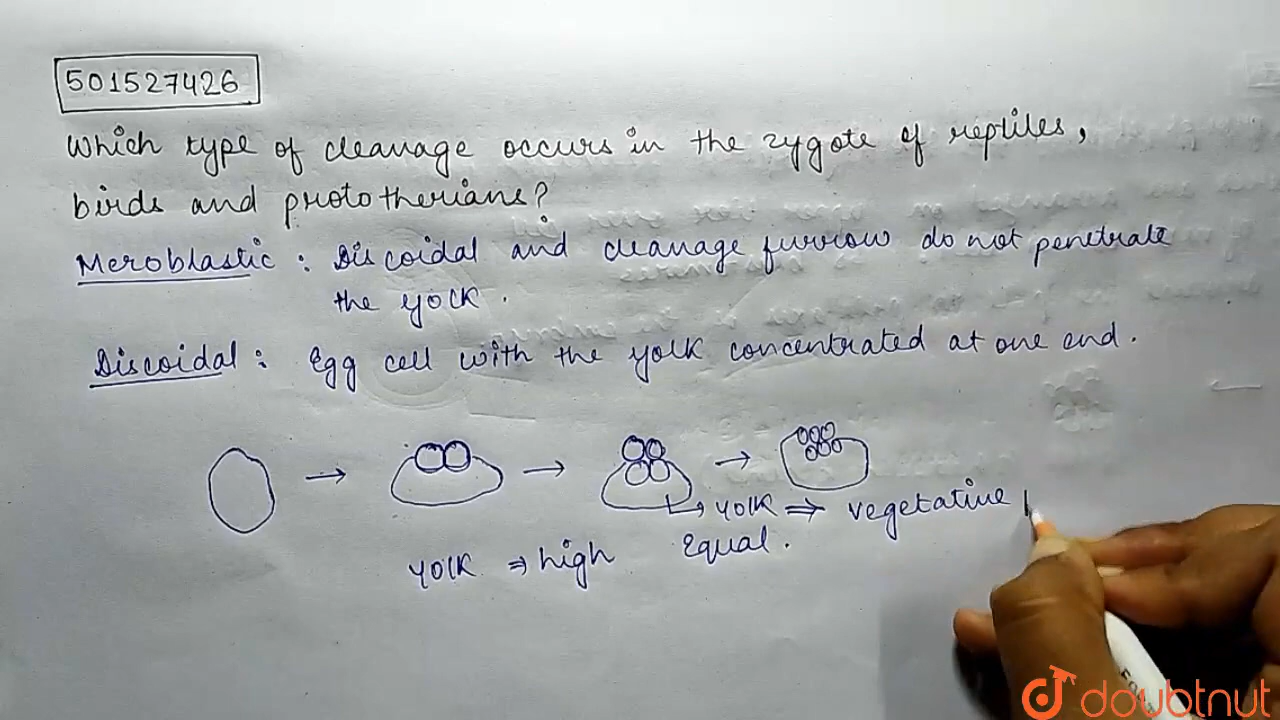 501527426
Which type of cleavage occurs in the zygote of reptiles,
birds and prototherians?
Meroblastic : Discoidal and cleavage furrow do not penetrate
the yolk.
Discoidal : Egg cell with the yolk concentrated at one end.
→ yolk ⇒ vegetative
yolk ⇒ high Equal.
doubtnut